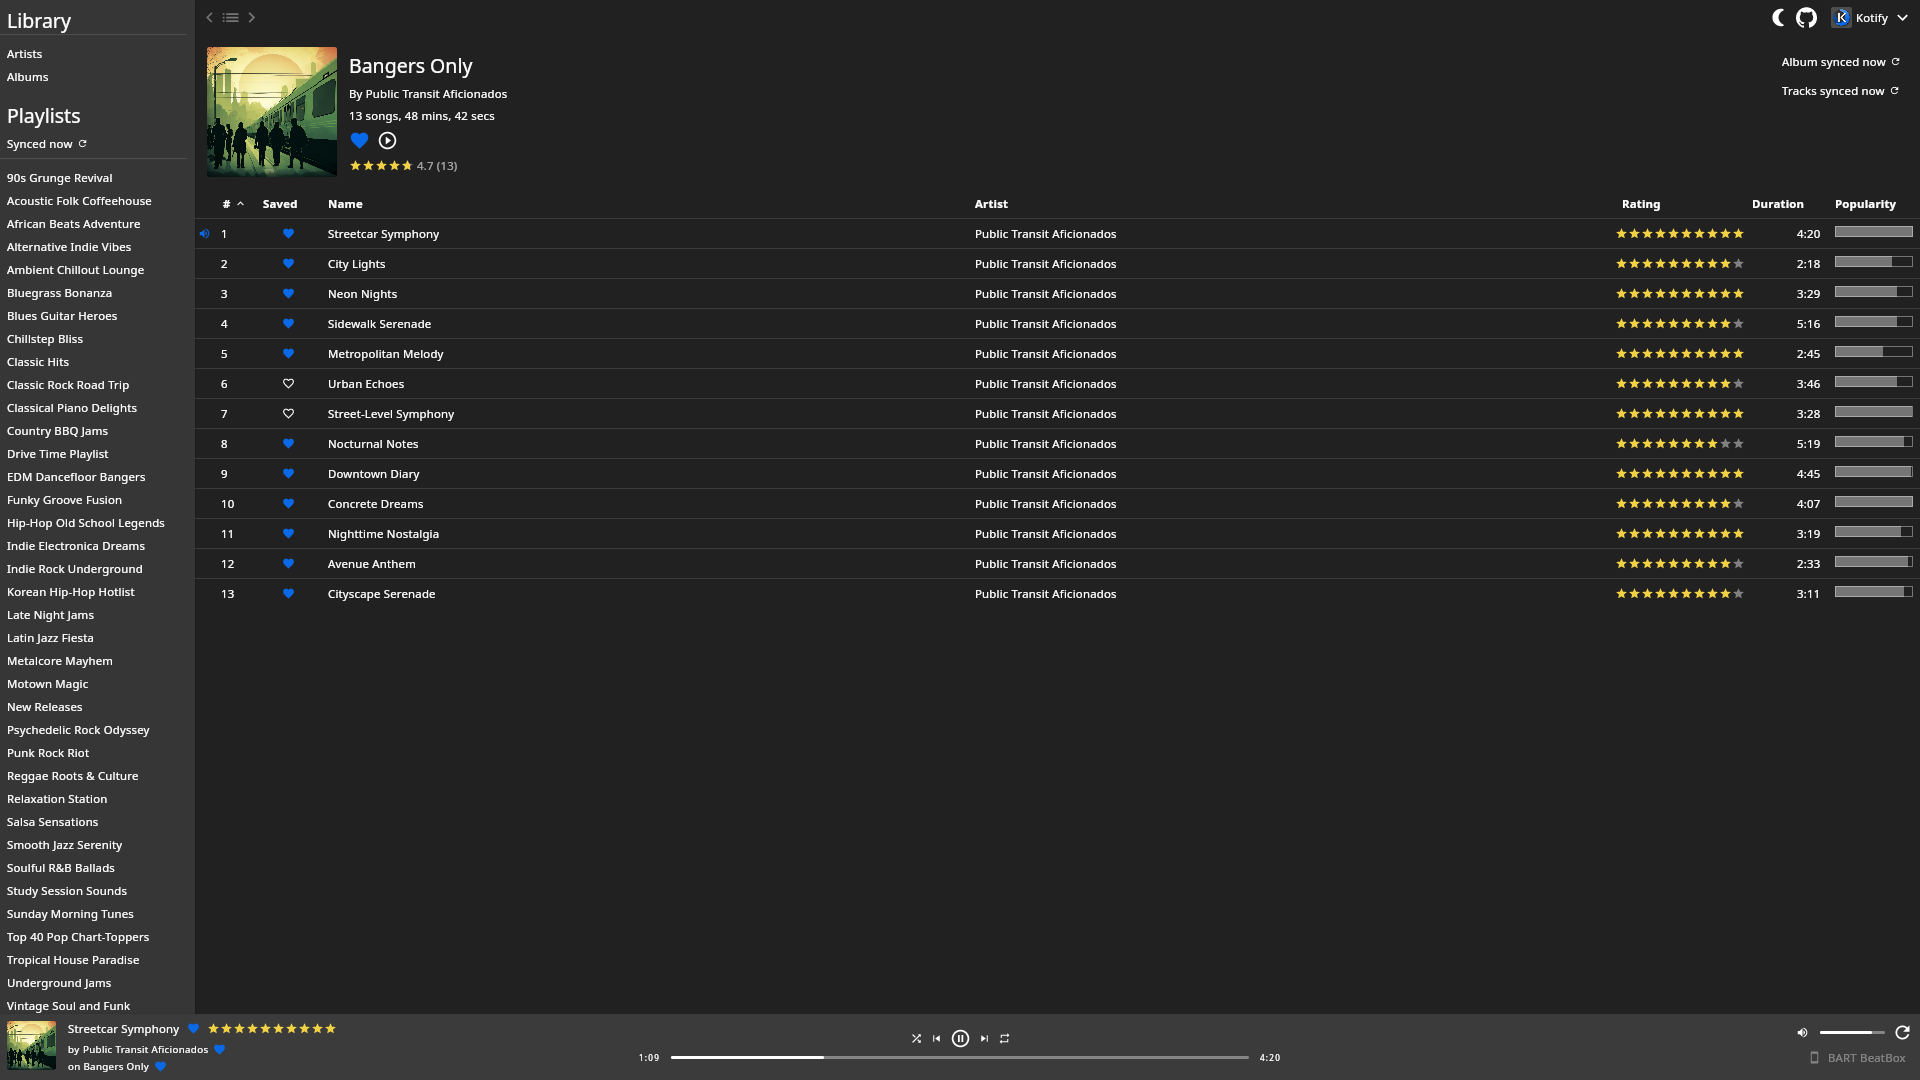 Library
Artists
Albums
Playlists
Synced now
90s Grunge Revival
Acoustic Folk Coffeehouse
African Beats Adventure
Alternative Indie Vibes
Ambient Chillout Lounge
Bluegrass Bonanza
Blues Guitar Heroes
Chillstep Bliss
Classic Hits
Classic Rock Road Trip
Classical Piano Delights
Country BBQ Jams
Drive Time Playlist
EDM Dancefloor Bangers
Funky Groove Fusion
Hip-Hop Old School Legends
Indie Electronica Dreams
Indie Rock Underground
Korean Hip-Hop Hotlist
Late Night Jams
Latin Jazz Fiesta
Metalcore Mayhem
Motown Magic
New Releases
Psychedelic Rock Odyssey
Punk Rock Riot
Reggae Roots & Culture
Relaxation Station
Salsa Sensations
Smooth Jazz Serenity
Soulful R&B Ballads
Study Session Sounds
Sunday Morning Tunes
Top 40 Pop Chart-Toppers
Tropical House Paradise
Underground Jams
Vintage Soul and Funk
K Kotify
Bangers Only
By Public Transit Aficionados
13 songs, 48 mins, 42 secs
4.7 (13)
Album synced now
Tracks synced now
# Saved Name Artist Rating Duration Popularity
1 Streetcar Symphony Public Transit Aficionados 4:20
2 City Lights Public Transit Aficionados 2:18
3 Neon Nights Public Transit Aficionados 3:29
4 Sidewalk Serenade Public Transit Aficionados 5:16
5 Metropolitan Melody Public Transit Aficionados 2:45
6 Urban Echoes Public Transit Aficionados 3:46
7 Street-Level Symphony Public Transit Aficionados 3:28
8 Nocturnal Notes Public Transit Aficionados 5:19
9 Downtown Diary Public Transit Aficionados 4:45
10 Concrete Dreams Public Transit Aficionados 4:07
11 Nighttime Nostalgia Public Transit Aficionados 3:19
12 Avenue Anthem Public Transit Aficionados 2:33
13 Cityscape Serenade Public Transit Aficionados 3:11
Streetcar Symphony
by Public Transit Aficionados
on Bangers Only
1:09 4:20
BART BeatBox